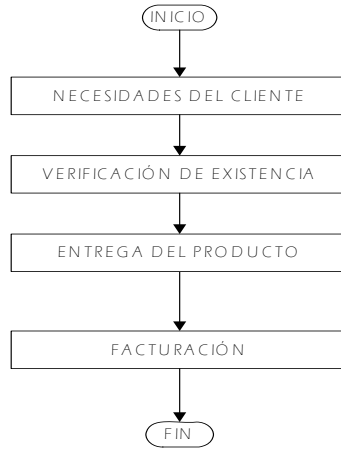 INICIO
NECESIDADES DEL CLIENTE
VERIFICACIÓN DE EXISTENCIA
ENTREGA DEL PRODUCTO
FACTURACIÓN
FIN